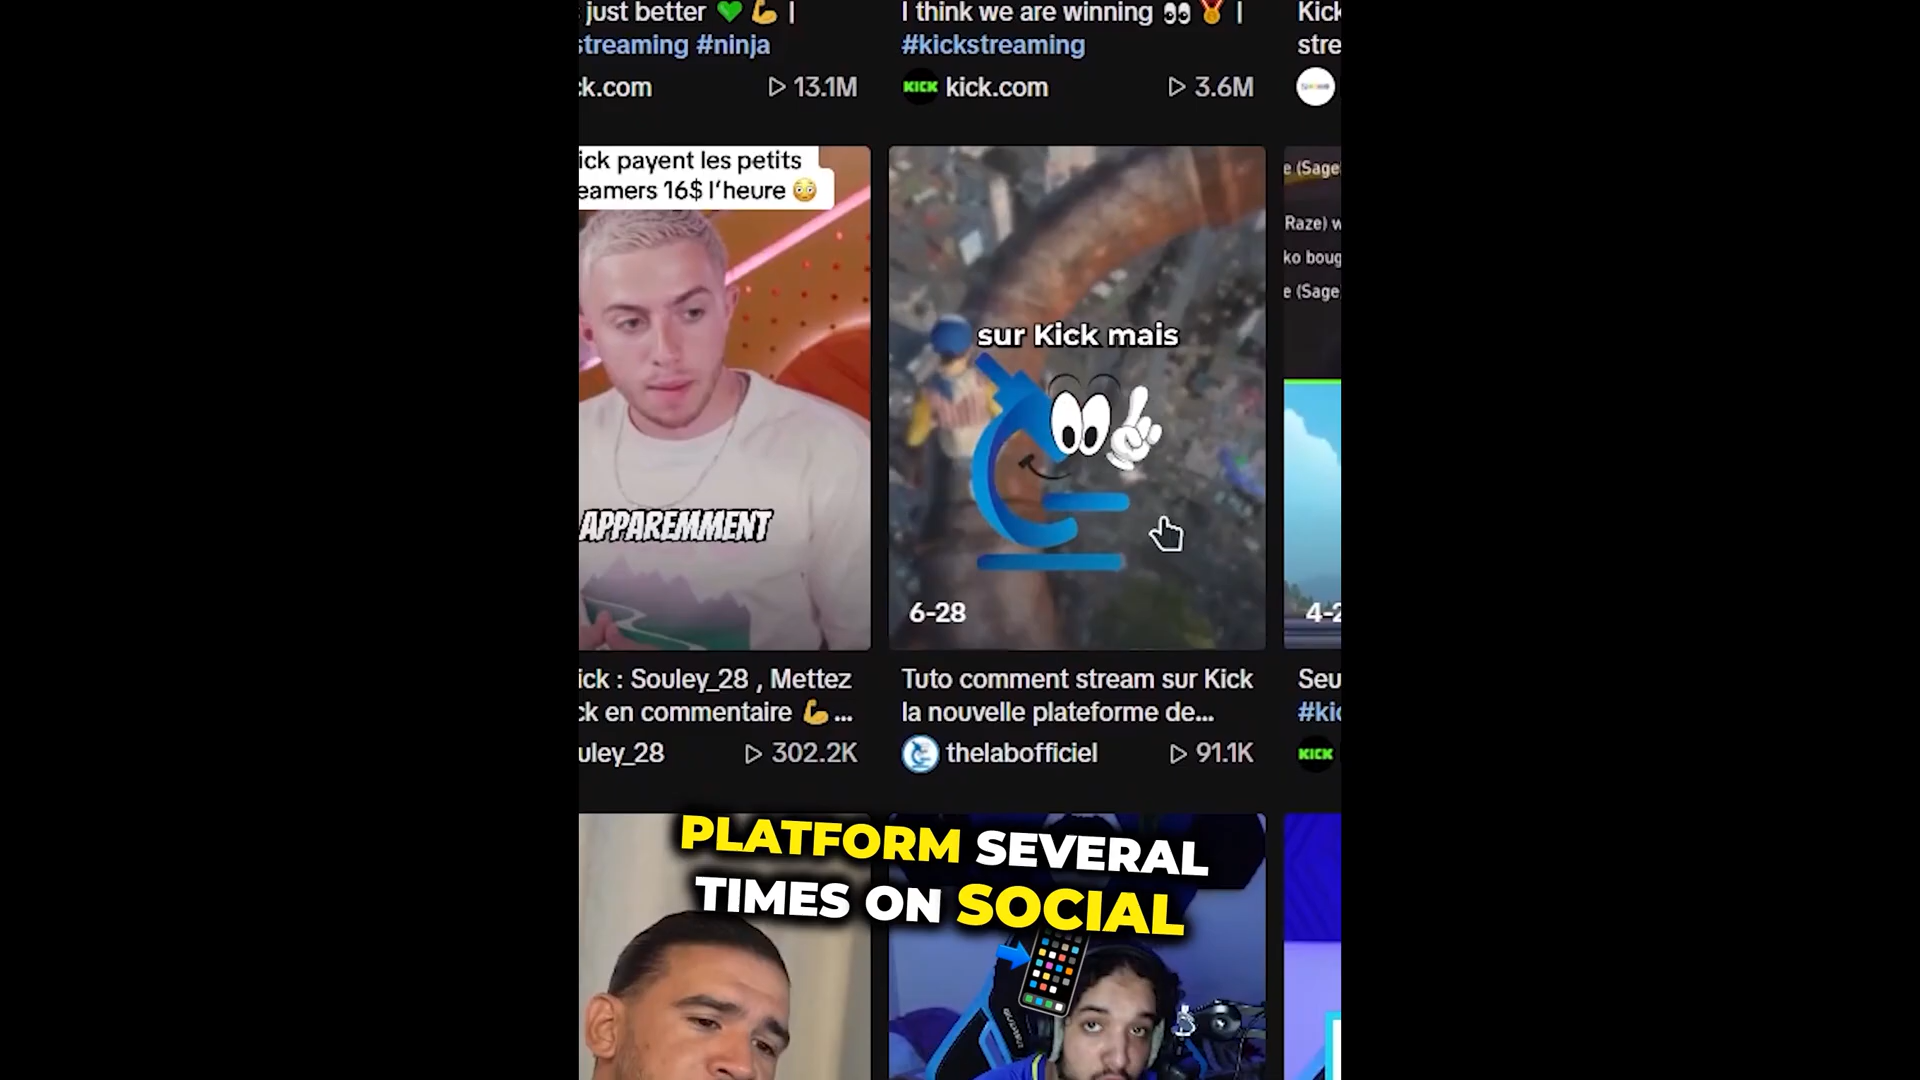 just better 💚 💪 |
streaming #ninja
ck.com
13.1M
I think we are winning 👀 🏅 |
#kickstreaming
KICK kick.com
3.6M
Kick
stre
ick payent les petits
eamers 16$ l'heure 😳
APPAREMMENT
ick : Souley_28 , Mettez
ck en commentaire 💪 ...
uley_28
302.2K
sur Kick mais
6-28
Tuto comment stream sur Kick
la nouvelle plateforme de...
thelabofficiel
91.1K
e (Sage
Raze) w
ko boug
e (Sage
4-2
Seu
#kic
KICK
PLATFORM SEVERAL
TIMES ON SOCIAL